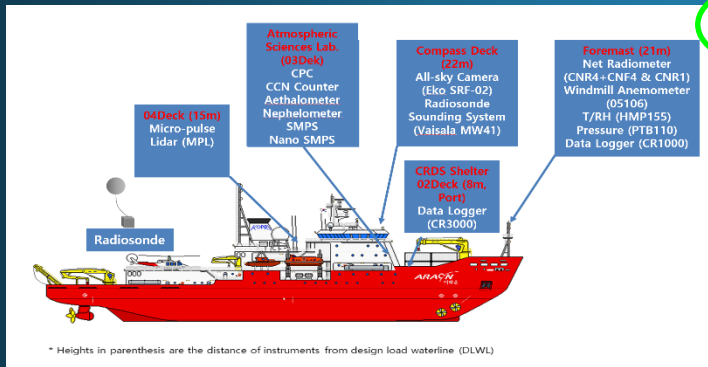 Atmospheric
Sciences Lab.
(03Dek)
CPC
CCN Counter
Aethalometer
Nephelometer
SMPS
Nano SMPS
Compass Deck
(22m)
All-sky Camera
(Eko SRF-02)
Radiosonde
Sounding System
(Vaisala MW41)
Foremast (21m)
Net Radiometer
(CNR4+CNF4 & CNR1)
Windmill Anemometer
(05106)
T/RH (HMP155)
Pressure (PTB110)
Data Logger (CR1000)
04Deck (15m)
Micro-pulse
Lidar (MPL)
CRDS Shelter
02Deck (8m,
Port)
Data Logger
(CR3000)
Radiosonde
ARAON
아라온
* Heights in parenthesis are the distance of instruments from design load waterline (DLWL)